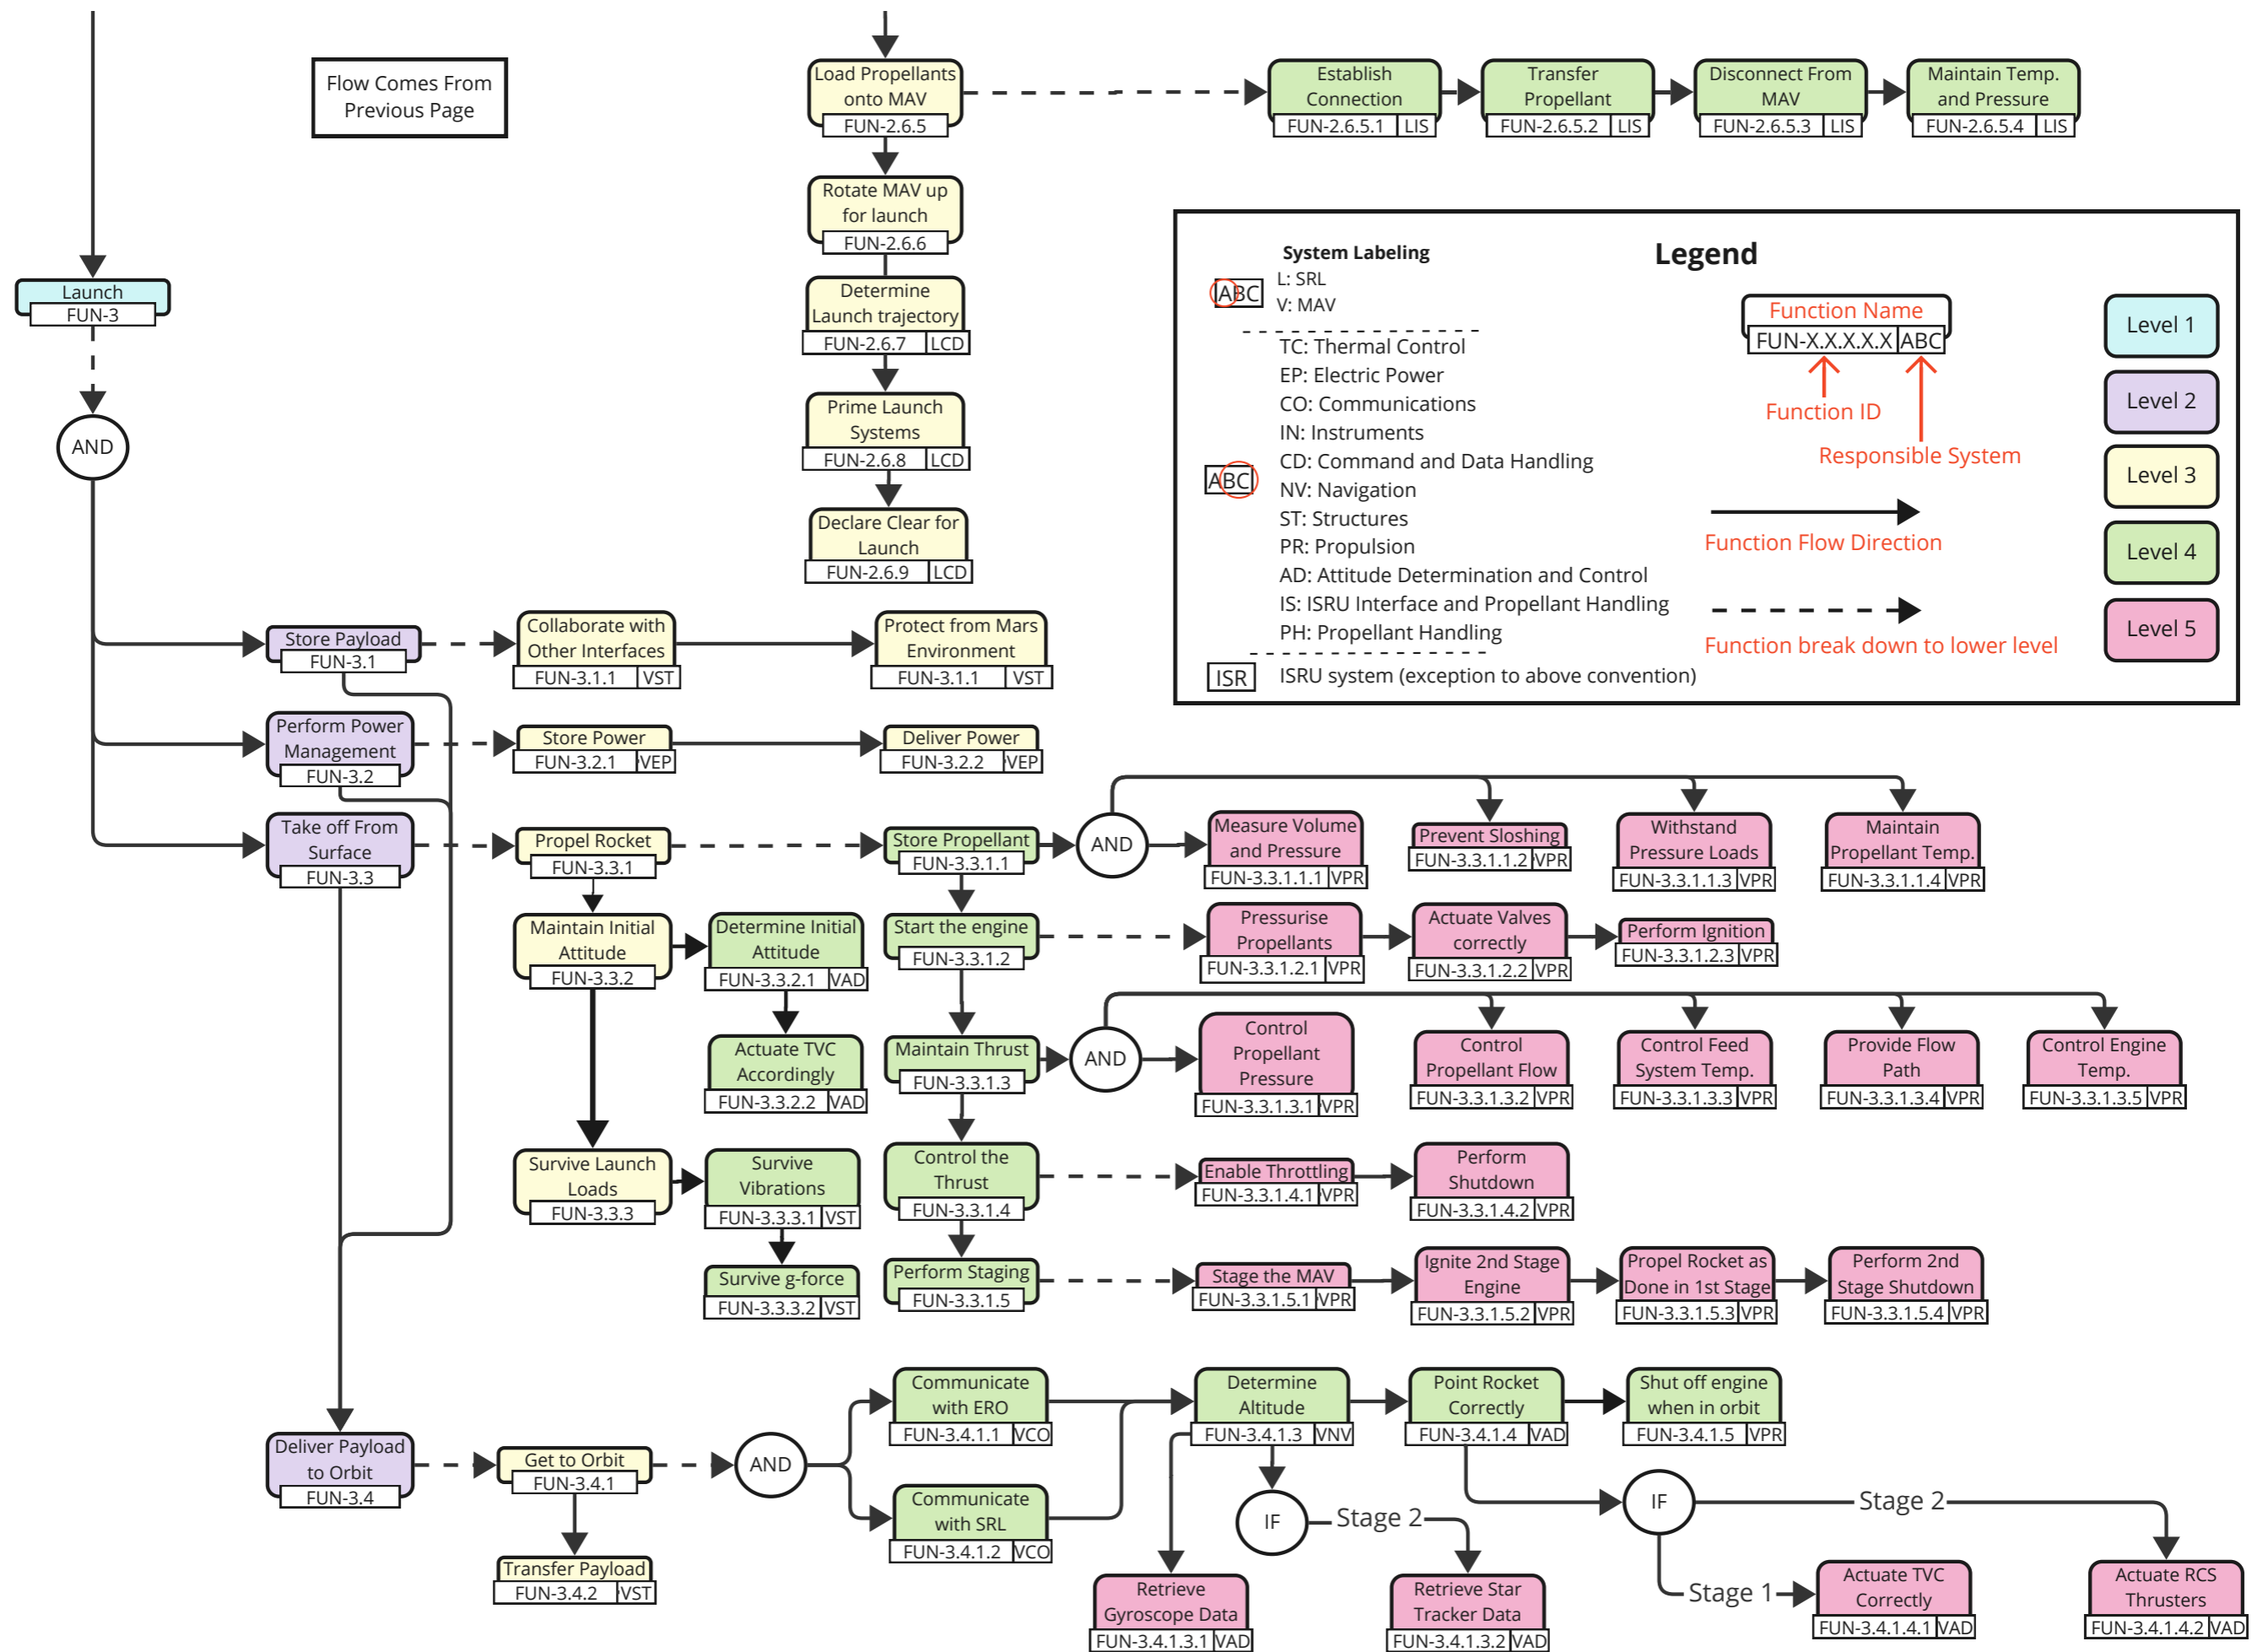 Flow Comes From
Previous Page
Load Propellants
onto MAV
FUN-2.6.5
Establish
Connection
FUN-2.6.5.1 LIS
Transfer
Propellant
FUN-2.6.5.2 LIS
Disconnect From
MAV
FUN-2.6.5.3 LIS
Maintain Temp.
and Pressure
FUN-2.6.5.4 LIS
Rotate MAV up
for launch
FUN-2.6.6
Determine
Launch trajectory
FUN-2.6.7 LCD
Prime Launch
Systems
FUN-2.6.8 LCD
Declare Clear for
Launch
FUN-2.6.9 LCD
Legend
System Labeling
ABC
L: SRL
V: MAV
ABC
TC: Thermal Control
EP: Electric Power
CO: Communications
IN: Instruments
CD: Command and Data Handling
NV: Navigation
ST: Structures
PR: Propulsion
AD: Attitude Determination and Control
IS: ISRU Interface and Propellant Handling
PH: Propellant Handling
ISR ISRU system (exception to above convention)
Function Name
FUN-X.X.X.X.X ABC
Function ID
Responsible System
Function Flow Direction
Function break down to lower level
Level 1
Level 2
Level 3
Level 4
Level 5
Launch
FUN-3
AND
Store Payload
FUN-3.1
Collaborate with
Other Interfaces
FUN-3.1.1 VST
Protect from Mars
Environment
FUN-3.1.1 VST
Perform Power
Management
FUN-3.2
Store Power
FUN-3.2.1 VEP
Deliver Power
FUN-3.2.2 VEP
Take off From
Surface
FUN-3.3
Propel Rocket
FUN-3.3.1
Store Propellant
FUN-3.3.1.1
AND
Measure Volume
and Pressure
FUN-3.3.1.1.1 VPR
Prevent Sloshing
FUN-3.3.1.1.2 VPR
Withstand
Pressure Loads
FUN-3.3.1.1.3 VPR
Maintain
Propellant Temp.
FUN-3.3.1.1.4 VPR
Maintain Initial
Attitude
FUN-3.3.2
Determine Initial
Attitude
FUN-3.3.2.1 VAD
Actuate TVC
Accordingly
FUN-3.3.2.2 VAD
Start the engine
FUN-3.3.1.2
Pressurise
Propellants
FUN-3.3.1.2.1 VPR
Actuate Valves
correctly
FUN-3.3.1.2.2 VPR
Perform Ignition
FUN-3.3.1.2.3 VPR
Maintain Thrust
FUN-3.3.1.3
AND
Control
Propellant
Pressure
FUN-3.3.1.3.1 VPR
Control
Propellant Flow
FUN-3.3.1.3.2 VPR
Control Feed
System Temp.
FUN-3.3.1.3.3 VPR
Provide Flow
Path
FUN-3.3.1.3.4 VPR
Control Engine
Temp.
FUN-3.3.1.3.5 VPR
Survive Launch
Loads
FUN-3.3.3
Survive
Vibrations
FUN-3.3.3.1 VST
Survive g-force
FUN-3.3.3.2 VST
Control the
Thrust
FUN-3.3.1.4
Enable Throttling
FUN-3.3.1.4.1 VPR
Perform
Shutdown
FUN-3.3.1.4.2 VPR
Perform Staging
FUN-3.3.1.5
Stage the MAV
FUN-3.3.1.5.1 VPR
Ignite 2nd Stage
Engine
FUN-3.3.1.5.2 VPR
Propel Rocket as
Done in 1st Stage
FUN-3.3.1.5.3 VPR
Perform 2nd
Stage Shutdown
FUN-3.3.1.5.4 VPR
Deliver Payload
to Orbit
FUN-3.4
Get to Orbit
FUN-3.4.1
Transfer Payload
FUN-3.4.2 VST
AND
Communicate
with ERO
FUN-3.4.1.1 VCO
Communicate
with SRL
FUN-3.4.1.2 VCO
Determine
Altitude
FUN-3.4.1.3 VNV
Point Rocket
Correctly
FUN-3.4.1.4 VAD
Shut off engine
when in orbit
FUN-3.4.1.5 VPR
IF
Stage 2
IF
Stage 2
Stage 1
Retrieve
Gyroscope Data
FUN-3.4.1.3.1 VAD
Retrieve Star
Tracker Data
FUN-3.4.1.3.2 VAD
Actuate TVC
Correctly
FUN-3.4.1.4.1 VAD
Actuate RCS
Thrusters
FUN-3.4.1.4.2 VAD